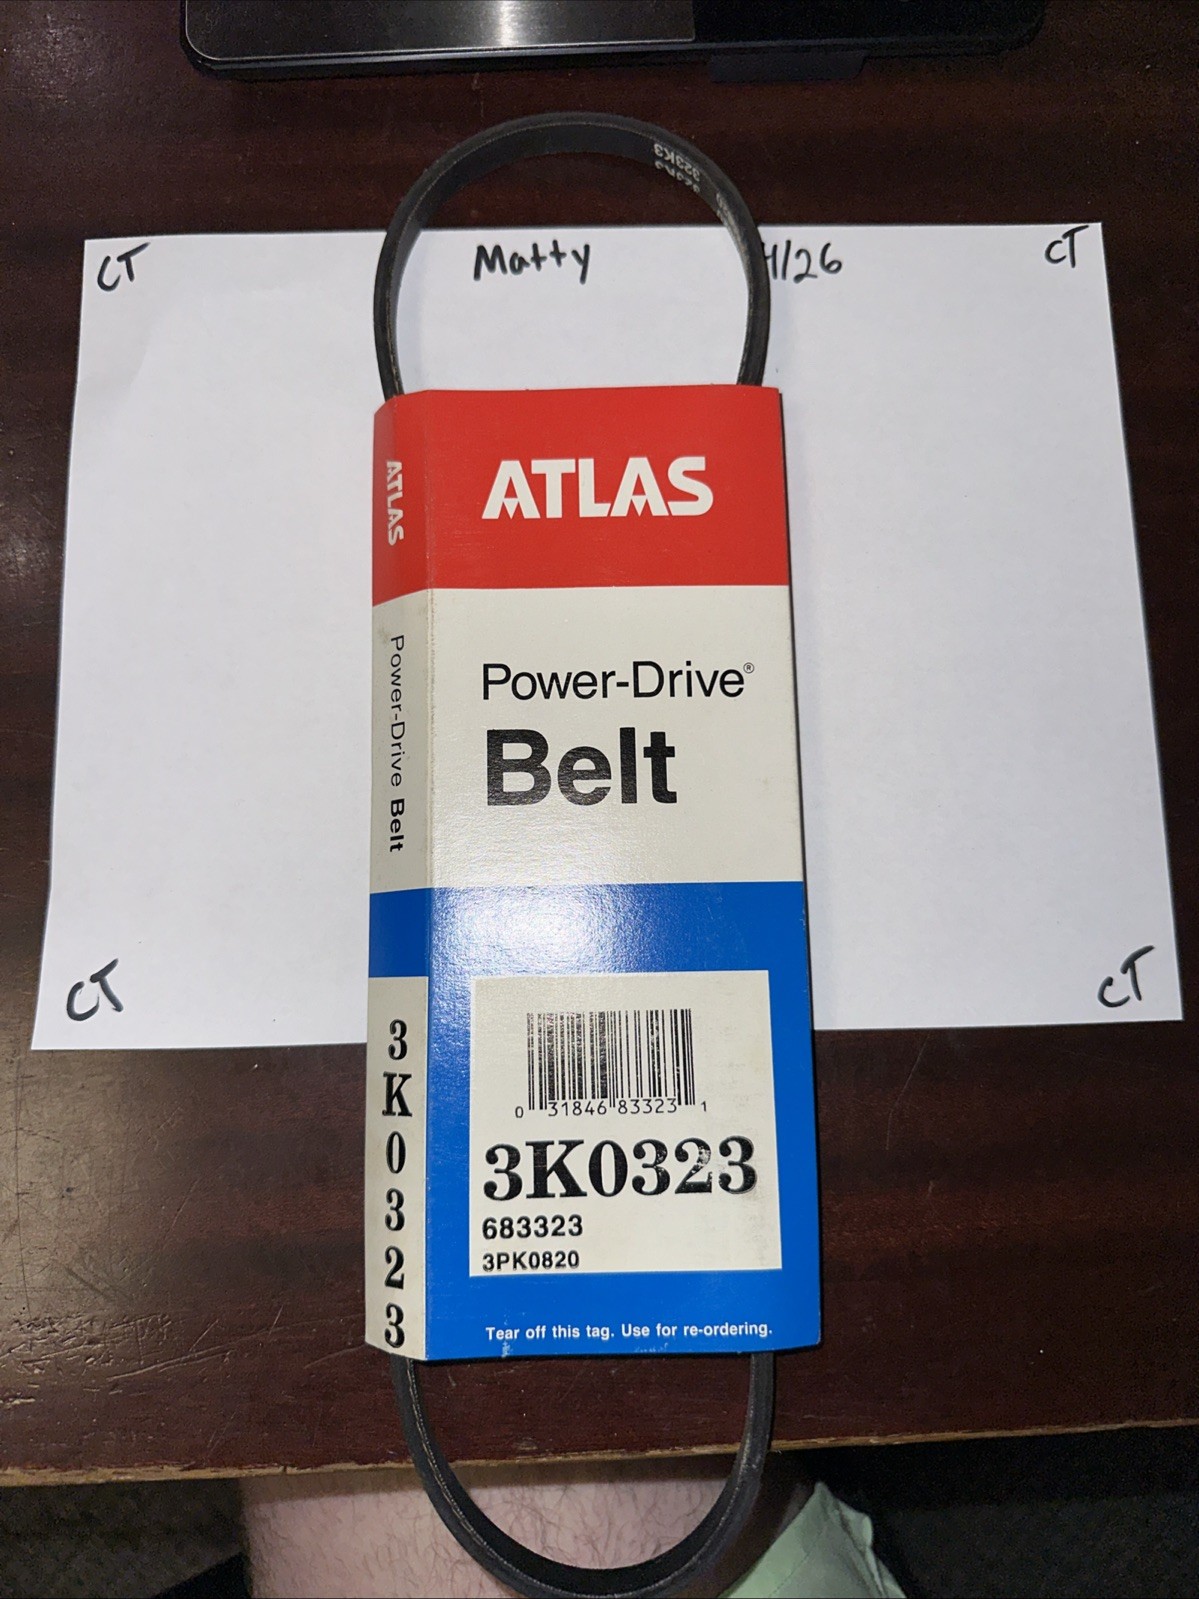 323K3
CT
Matty
4/26
CT
ATLAS
Power-Drive®
Belt
0 31846 83323 1
3K0323
683323
3PK0820
Tear off this tag. Use for re-ordering.
ATLAS
Power-Drive Belt
3K0323
CT
CT